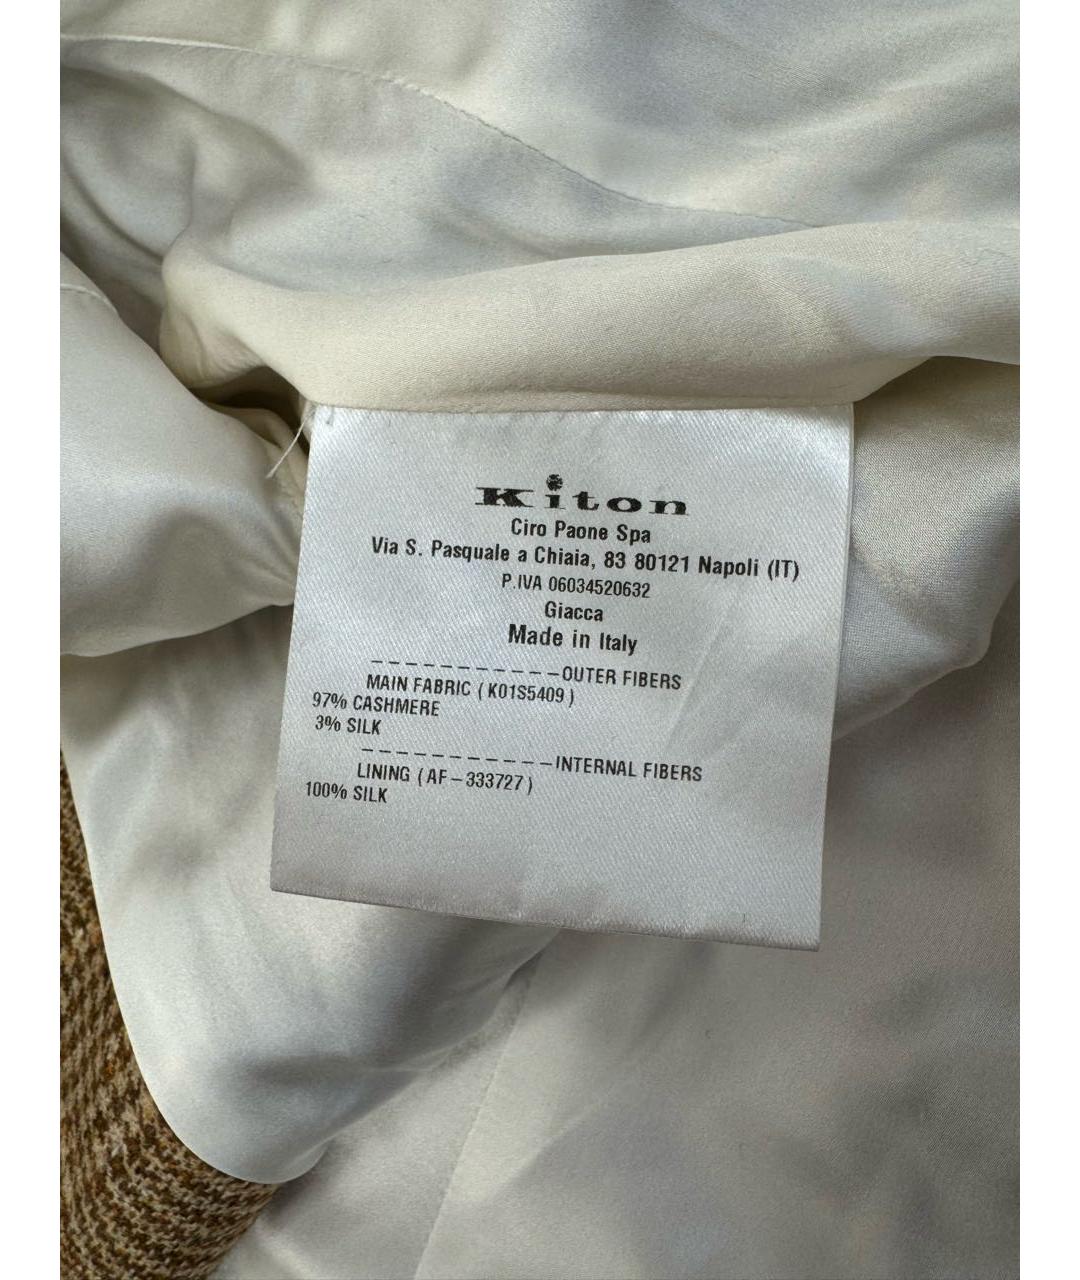 Kiton
Ciro Paone Spa
Via S. Pasquale a Chiaia, 83 80121 Napoli (IT)
P.IVA 06034520632
Giacca
Made in Italy
-----------OUTER FIBERS
MAIN FABRIC (K01S5409)
97% CASHMERE
3% SILK
-----------INTERNAL FIBERS
LINING (AF-333727)
100% SILK